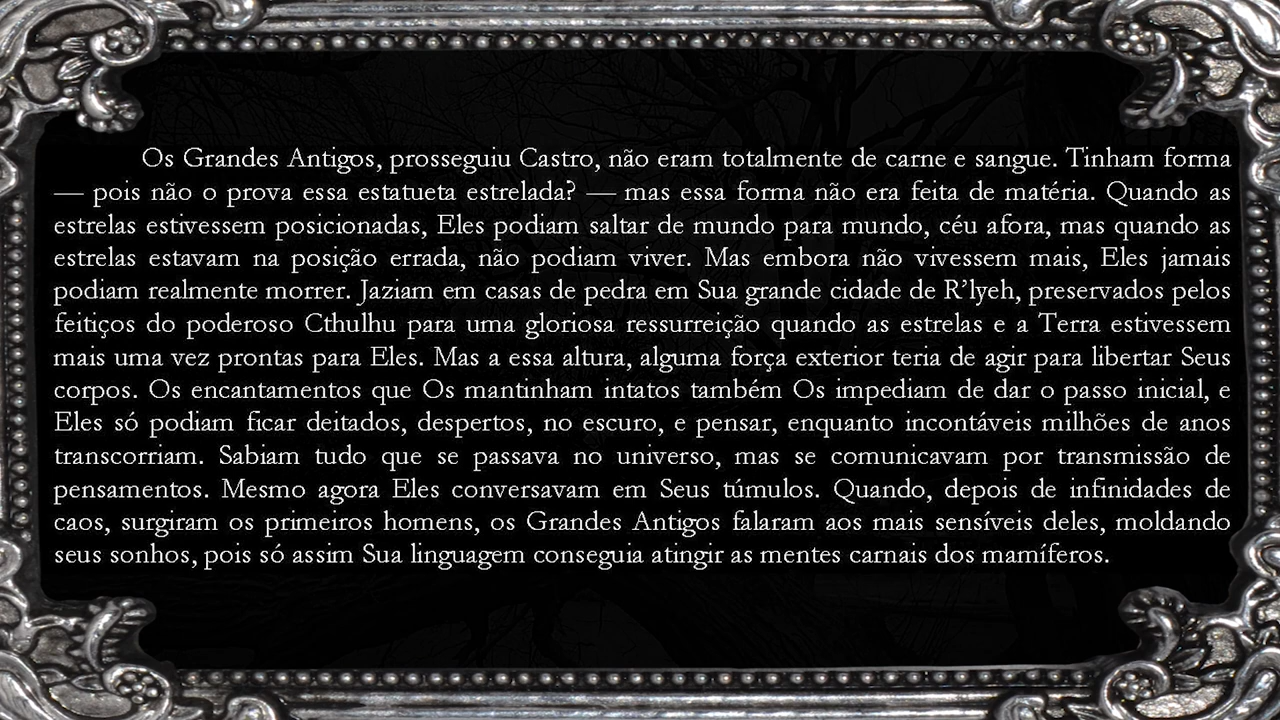 Os Grandes Antigos, prosseguiu Castro, não eram totalmente de carne e sangue. Tinham forma
— pois não o prova essa estatueta estrelada? — mas essa forma não era feita de matéria. Quando as
estrelas estivessem posicionadas, Eles podiam saltar de mundo para mundo, céu afora, mas quando as
estrelas estavam na posição errada, não podiam viver. Mas embora não vivessem mais, Eles jamais
podiam realmente morrer. Jaziam em casas de pedra em Sua grande cidade de R’lyeh, preservados pelos
feitiços do poderoso Cthulhu para uma gloriosa ressurreição quando as estrelas e a Terra estivessem
mais uma vez prontas para Eles. Mas a essa altura, alguma força exterior teria de agir para libertar Seus
corpos. Os encantamentos que Os mantinham intatos também Os impediam de dar o passo inicial, e
Eles só podiam ficar deitados, despertos, no escuro, e pensar, enquanto incontáveis milhões de anos
transcorriam. Sabiam tudo que se passava no universo, mas se comunicavam por transmissão de
pensamentos. Mesmo agora Eles conversavam em Seus túmulos. Quando, depois de infinidades de
caos, surgiram os primeiros homens, os Grandes Antigos falaram aos mais sensíveis deles, moldando
seus sonhos, pois só assim Sua linguagem conseguia atingir as mentes carnais dos mamíferos.